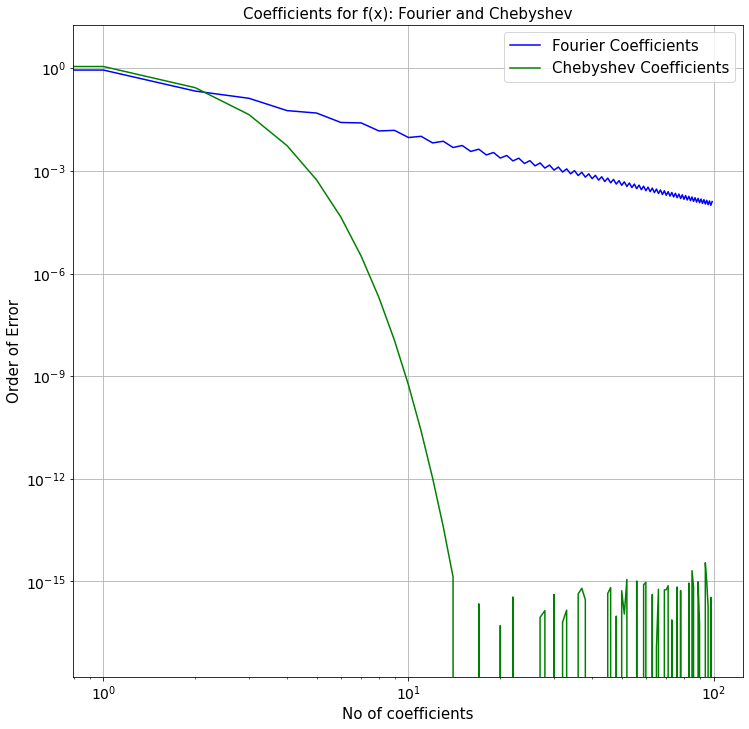 Coefficients for f(x): Fourier and Chebyshev
Fourier Coefficients
Chebyshev Coefficients
Order of Error
10⁰
10⁻³
10⁻⁶
10⁻⁹
10⁻¹²
10⁻¹⁵
10⁰ 10¹ 10²
No of coefficients